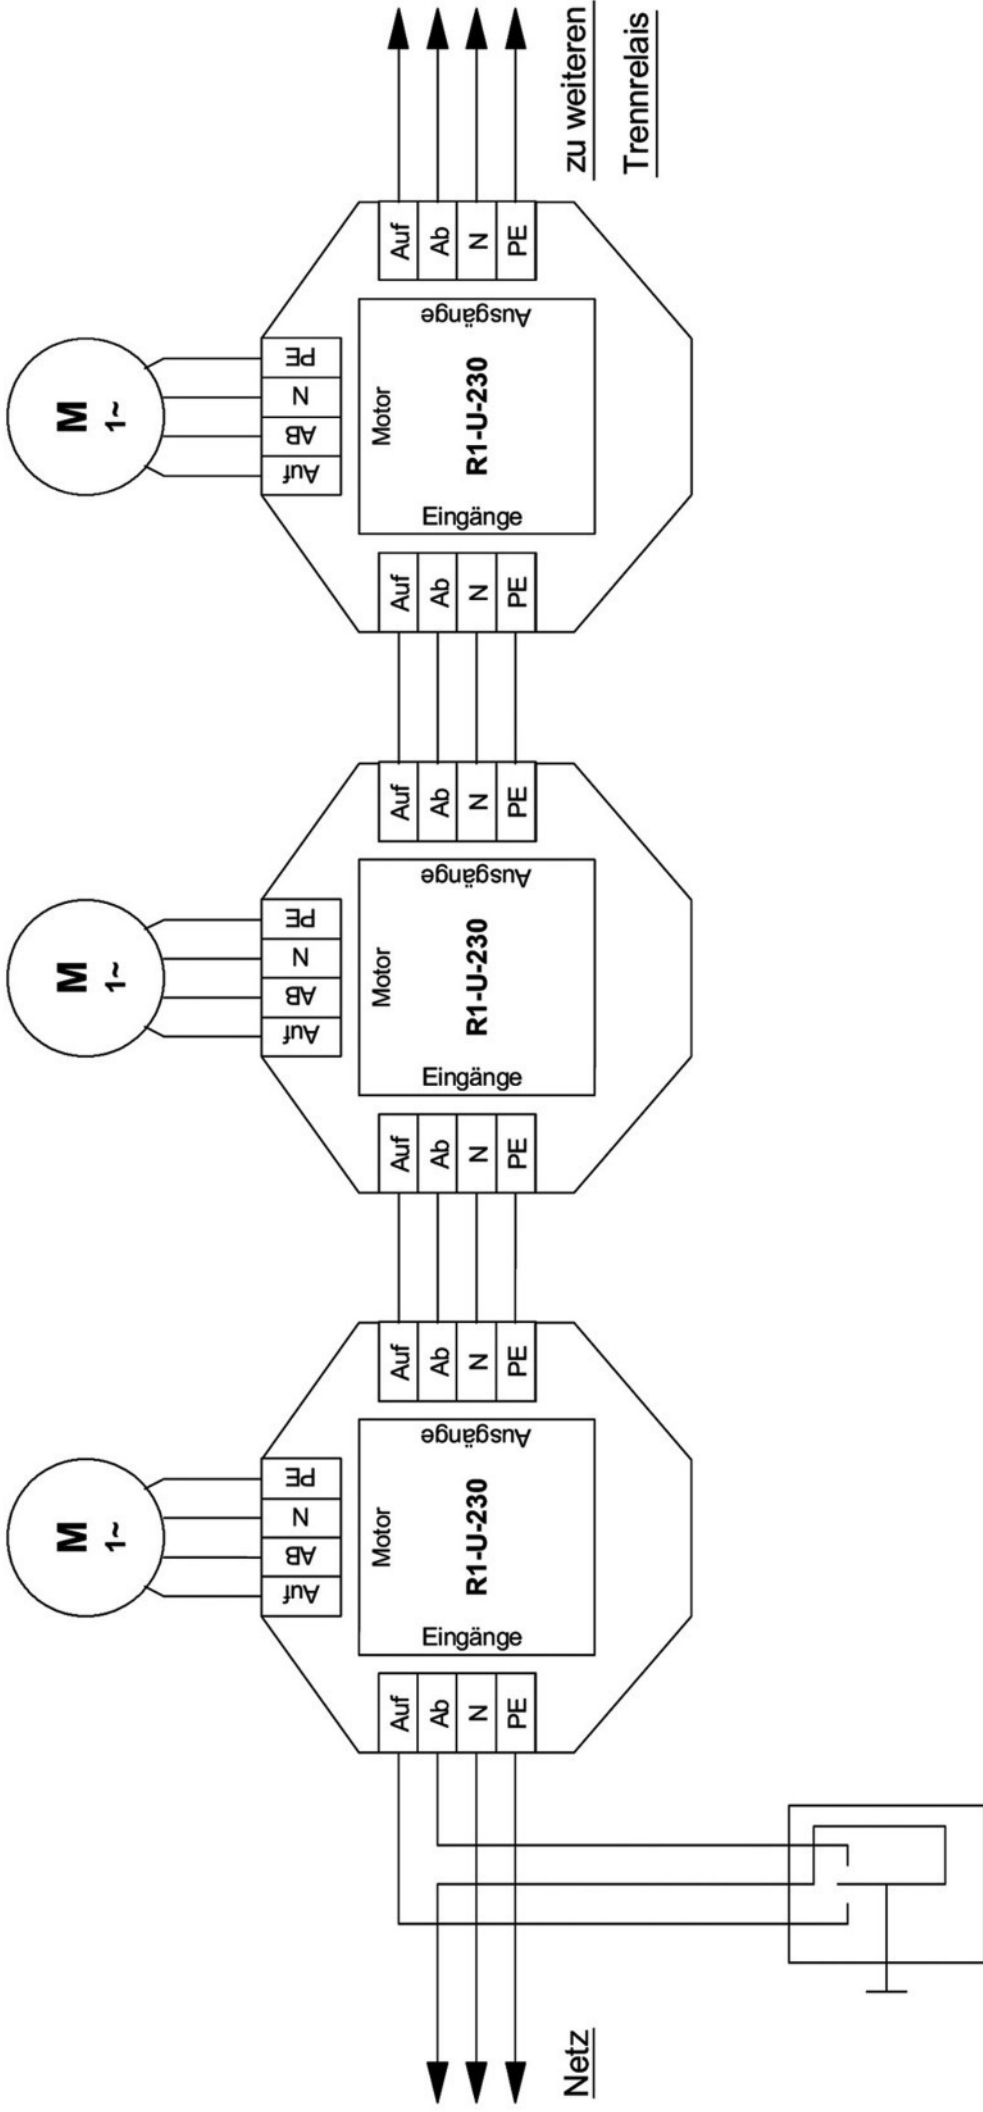 M
1~
Auf
AB
N
PE
Motor
Eingänge
R1-U-230
Ausgänge
Auf
Ab
N
PE
Auf
Ab
N
PE
M
1~
Auf
AB
N
PE
Motor
Eingänge
R1-U-230
Ausgänge
Auf
Ab
N
PE
Auf
Ab
N
PE
M
1~
Auf
AB
N
PE
Motor
Eingänge
R1-U-230
Ausgänge
Auf
Ab
N
PE
Auf
Ab
N
PE
Netz
zu weiteren
Trennrelais